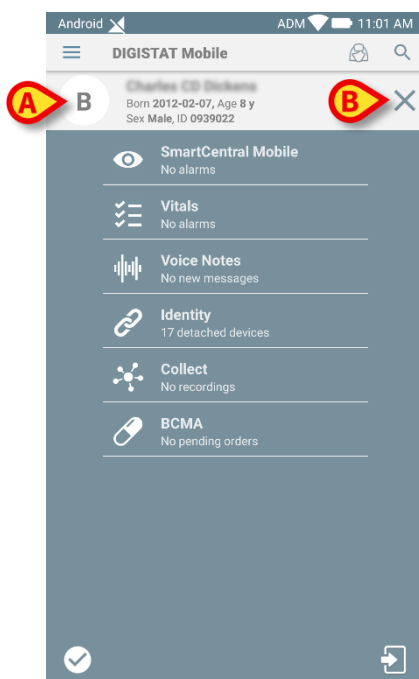 Android ADM 11:01 AM
DIGISTAT Mobile
A B B
Born 2012-02-07, Age 8 y
Sex Male, ID 0939022
SmartCentral Mobile
No alarms
Vitals
No alarms
Voice Notes
No new messages
Identity
17 detached devices
Collect
No recordings
BCMA
No pending orders